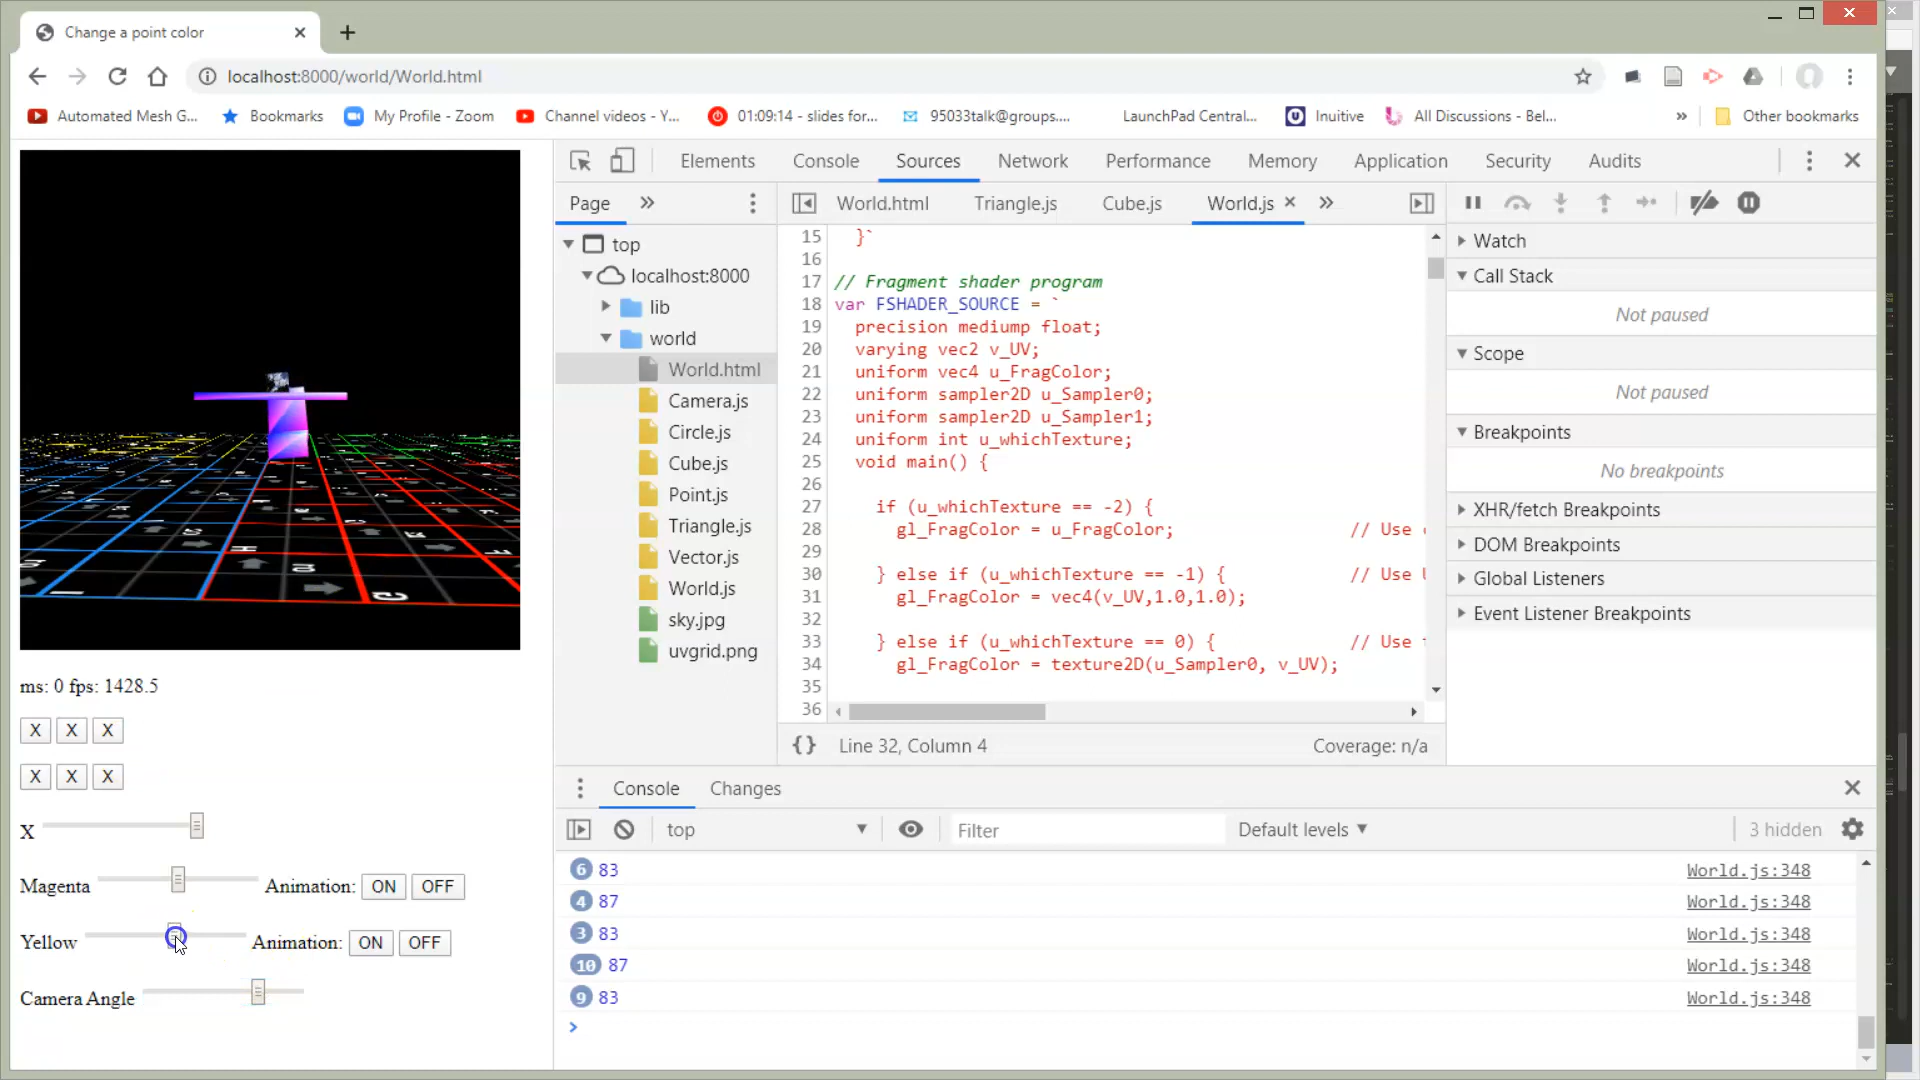 Change a point color
localhost:8000/world/World.html
Automated Mesh G... Bookmarks My Profile - Zoom Channel videos - Y... 01:09:14 - slides for... 95033talk@groups.... LaunchPad Central... Inuitive All Discussions - Bel... » Other bookmarks
Elements Console Sources Network Performance Memory Application Security Audits
Page » World.html Triangle.js Cube.js World.js »
top
localhost:8000
lib
world
World.html
Camera.js
Circle.js
Cube.js
Point.js
Triangle.js
Vector.js
World.js
sky.jpg
uvgrid.png
15 }`
16
17 // Fragment shader program
18 var FSHADER_SOURCE = `
19 precision mediump float;
20 varying vec2 v_UV;
21 uniform vec4 u_FragColor;
22 uniform sampler2D u_Sampler0;
23 uniform sampler2D u_Sampler1;
24 uniform int u_whichTexture;
25 void main() {
26
27 if (u_whichTexture == -2) {
28 gl_FragColor = u_FragColor; // Use
29
30 } else if (u_whichTexture == -1) { // Use
31 gl_FragColor = vec4(v_UV,1.0,1.0);
32
33 } else if (u_whichTexture == 0) { // Use
34 gl_FragColor = texture2D(u_Sampler0, v_UV);
35
36
{} Line 32, Column 4 Coverage: n/a
Watch
Call Stack
Not paused
Scope
Not paused
Breakpoints
No breakpoints
XHR/fetch Breakpoints
DOM Breakpoints
Global Listeners
Event Listener Breakpoints
ms: 0 fps: 1428.5
X X X
X X X
X
Magenta Animation: ON OFF
Yellow Animation: ON OFF
Camera Angle
Console Changes
top Filter Default levels 3 hidden
6 83 World.js:348
4 87 World.js:348
3 83 World.js:348
10 87 World.js:348
9 83 World.js:348
>